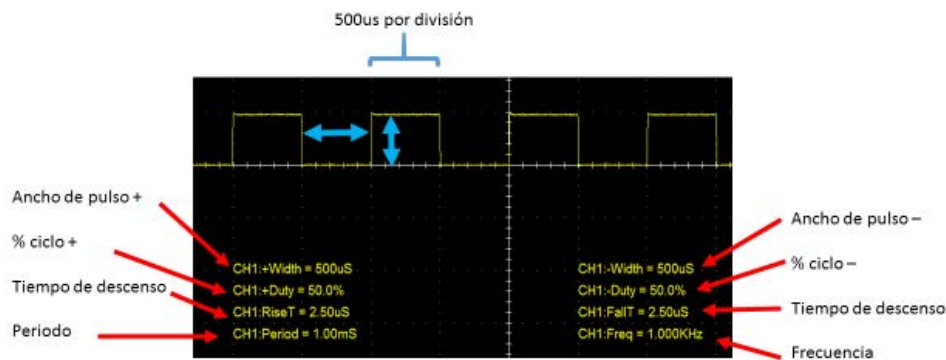 500us por división
Ancho de pulso +
% ciclo +
Tiempo de descenso
Periodo
CH1:+Width = 500uS
CH1:+Duty = 50.0%
CH1:RiseT = 2.50uS
CH1:Period = 1.00mS
CH1:-Width = 500uS
CH1:-Duty = 50.0%
CH1:FallT = 2.50uS
CH1:Freq = 1.000KHz
Ancho de pulso –
% ciclo –
Tiempo de descenso
Frecuencia